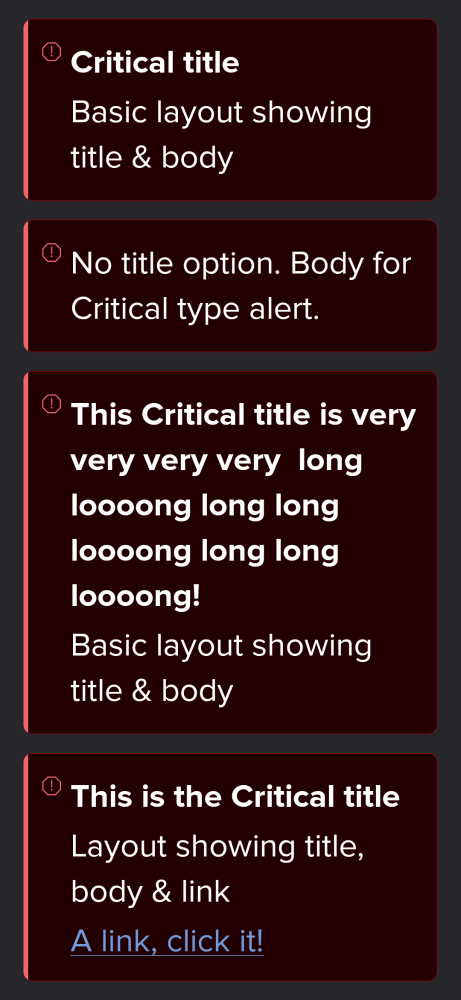 Critical title
Basic layout showing
title & body
No title option. Body for
Critical type alert.
This Critical title is very
very very very  long
loooong long long
loooong long long
loooong!
Basic layout showing
title & body
This is the Critical title
Layout showing title,
body & link
A link, click it!